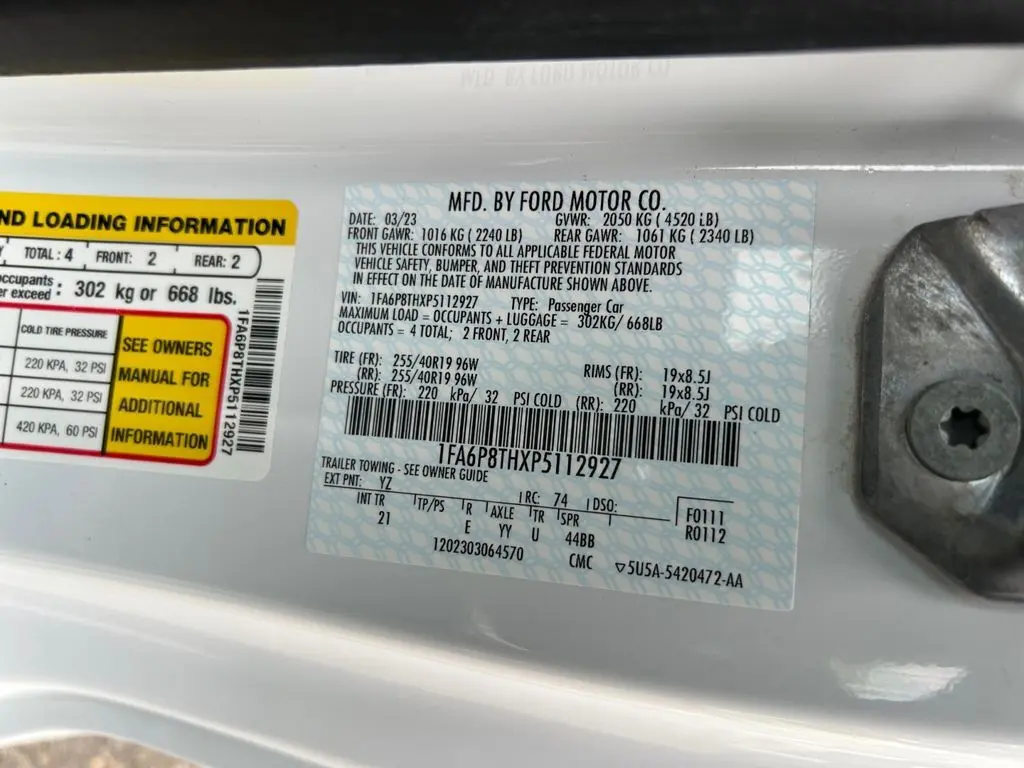 ND LOADING INFORMATION
TOTAL: 4 FRONT: 2 REAR: 2
302 kg or 668 lbs.
COLD TIRE PRESSURE
220 KPA, 32 PSI
220 KPA, 32 PSI
420 KPA, 60 PSI
SEE OWNERS
MANUAL FOR
ADDITIONAL
INFORMATION
1FA6P8THXP5112927
MFD. BY FORD MOTOR CO.
DATE: 03/23 GVWR: 2050 KG ( 4520 LB)
FRONT GAWR: 1016 KG ( 2240 LB) REAR GAWR: 1061 KG ( 2340 LB)
THIS VEHICLE CONFORMS TO ALL APPLICABLE FEDERAL MOTOR
VEHICLE SAFETY, BUMPER, AND THEFT PREVENTION STANDARDS
IN EFFECT ON THE DATE OF MANUFACTURE SHOWN ABOVE.
VIN: 1FA6P8THXP5112927 TYPE: Passenger Car
MAXIMUM LOAD = OCCUPANTS + LUGGAGE = 302KG/ 668LB
OCCUPANTS = 4 TOTAL; 2 FRONT, 2 REAR
TIRE (FR): 255/40R19 96W RIMS (FR): 19x8.5J
(RR): 255/40R19 96W (RR): 19x8.5J
PRESSURE (FR): 220 kPa/ 32 PSI COLD (RR): 220 kPa/ 32 PSI COLD
1FA6P8THXP5112927
TRAILER TOWING - SEE OWNER GUIDE
EXT PNT: YZ RC: 74 DSO:
INT TR TP/PS R AXLE TR SPR F0111
21 E YY U 44BB R0112
1202303064570 CMC ▽5U5A-5420472-AA